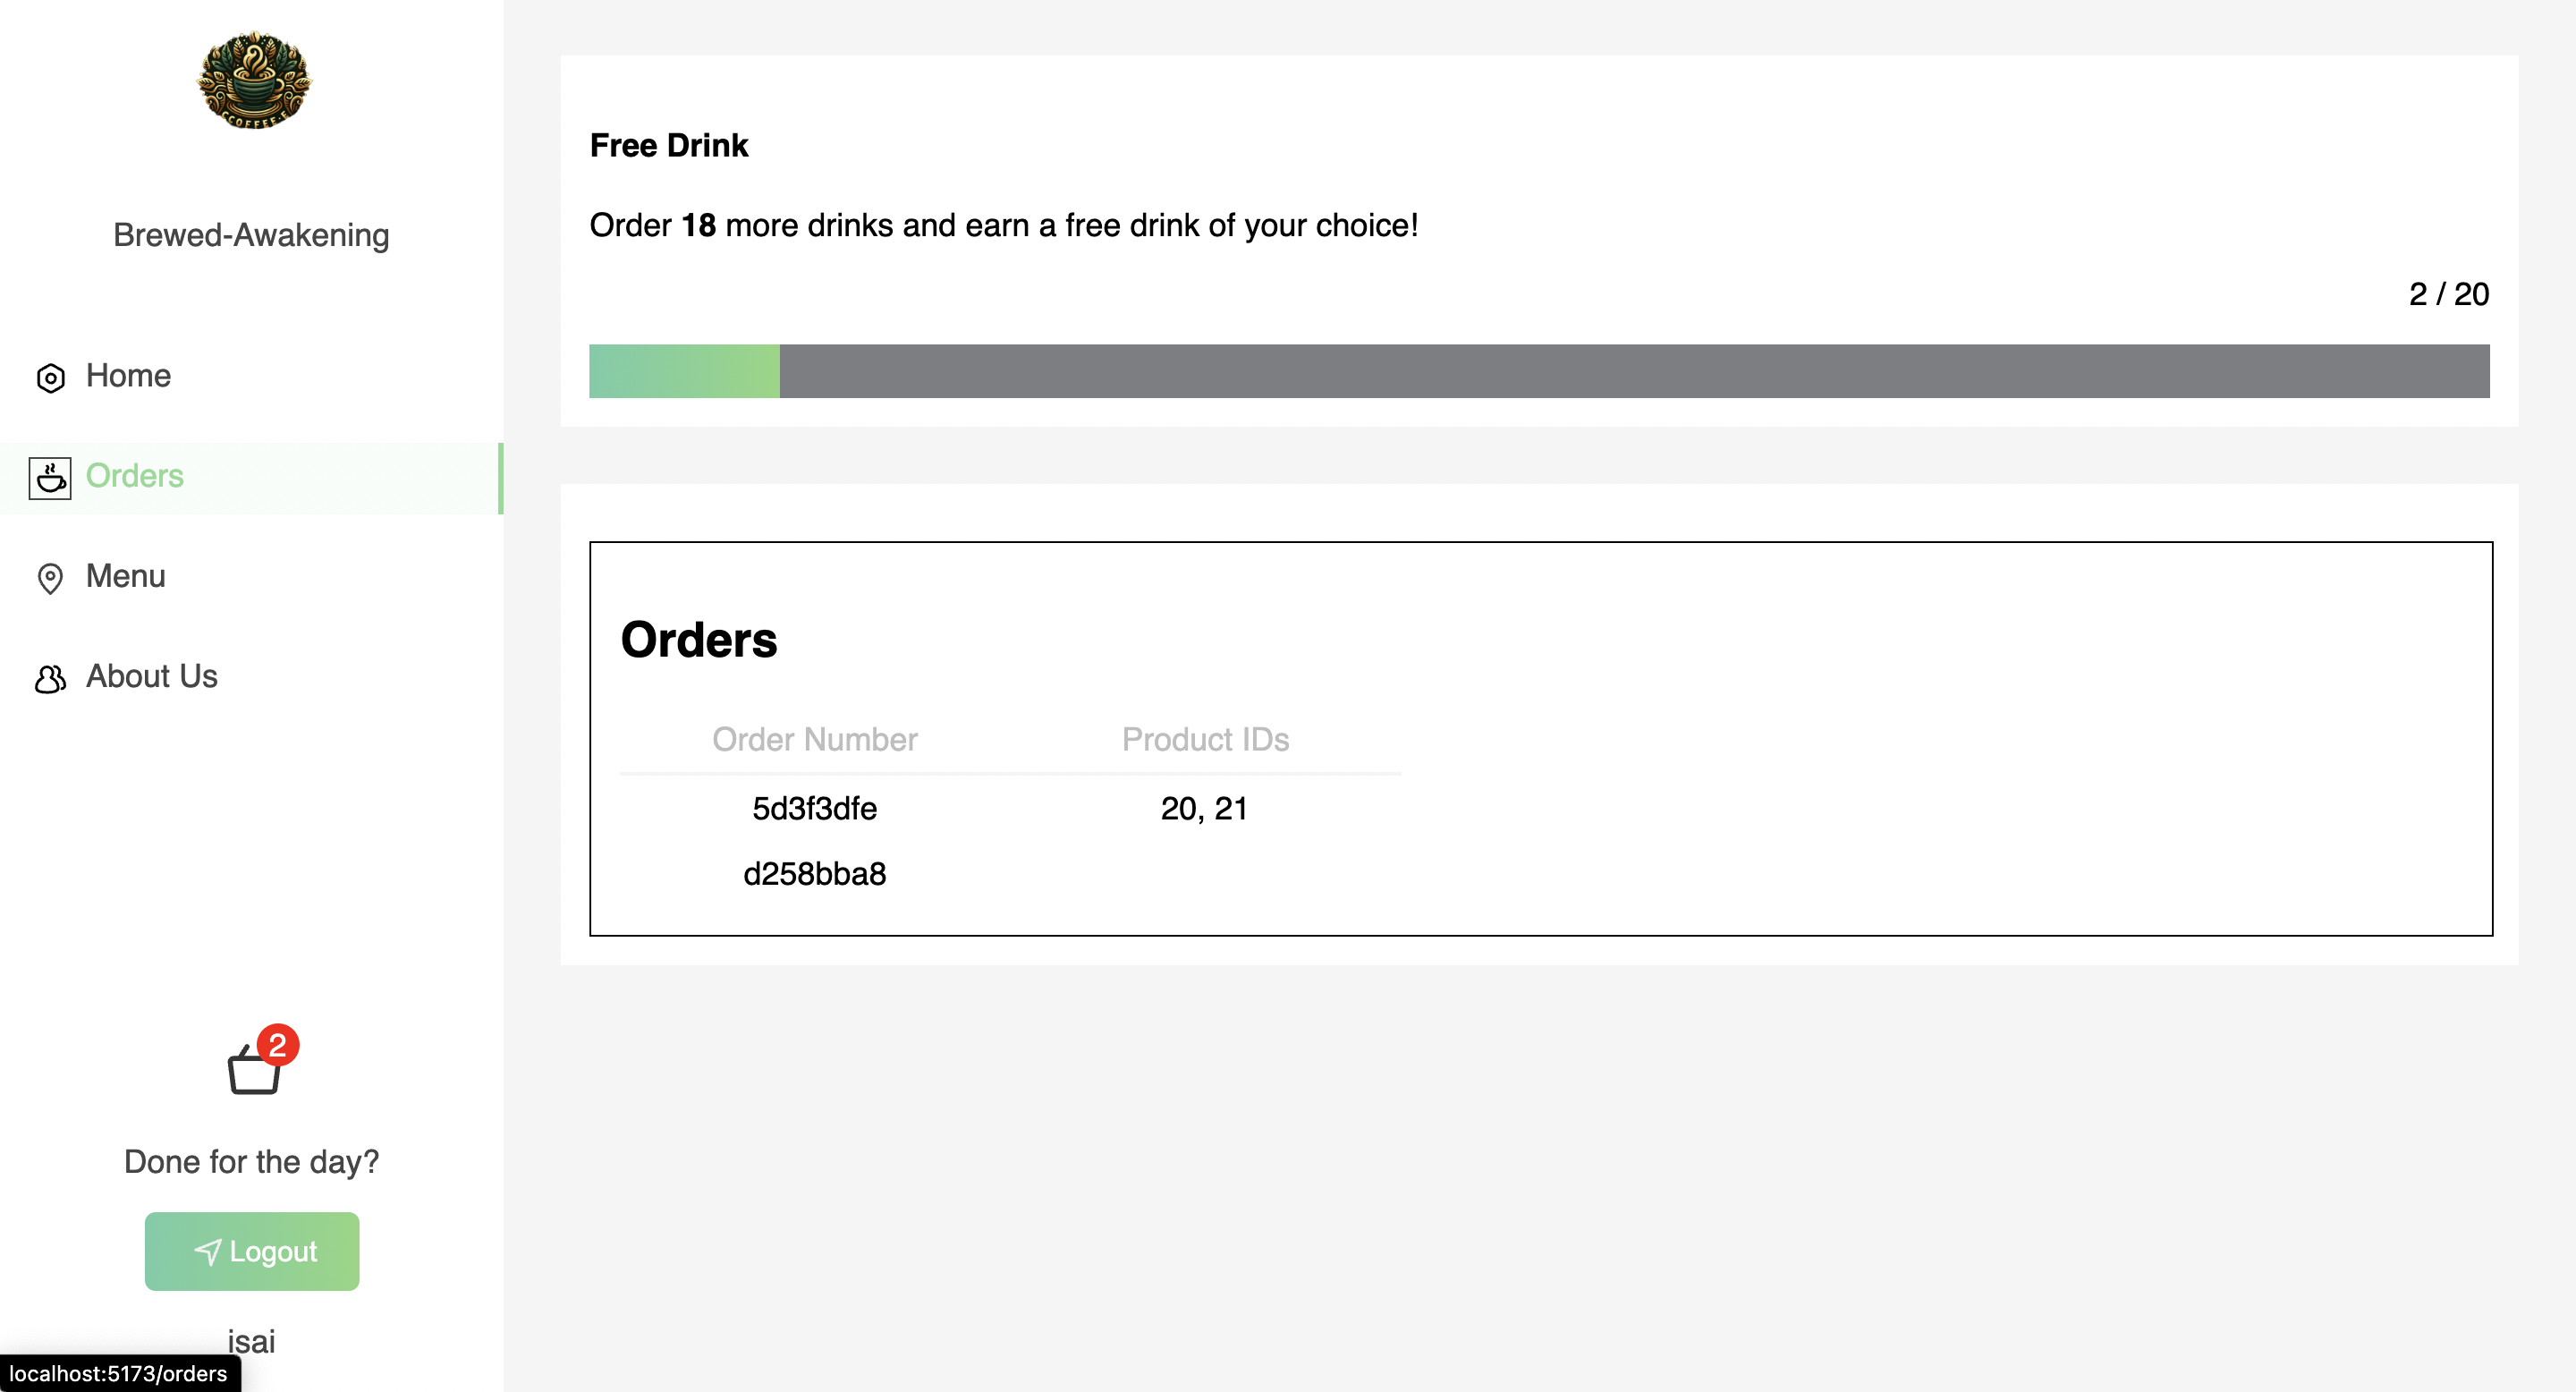 CCOFFEE·E
Brewed-Awakening
Home
Orders
Menu
About Us
2
Done for the day?
Logout
isai
localhost:5173/orders
Free Drink
Order 18 more drinks and earn a free drink of your choice!
2 / 20
Orders
Order Number Product IDs
5d3f3dfe 20, 21
d258bba8